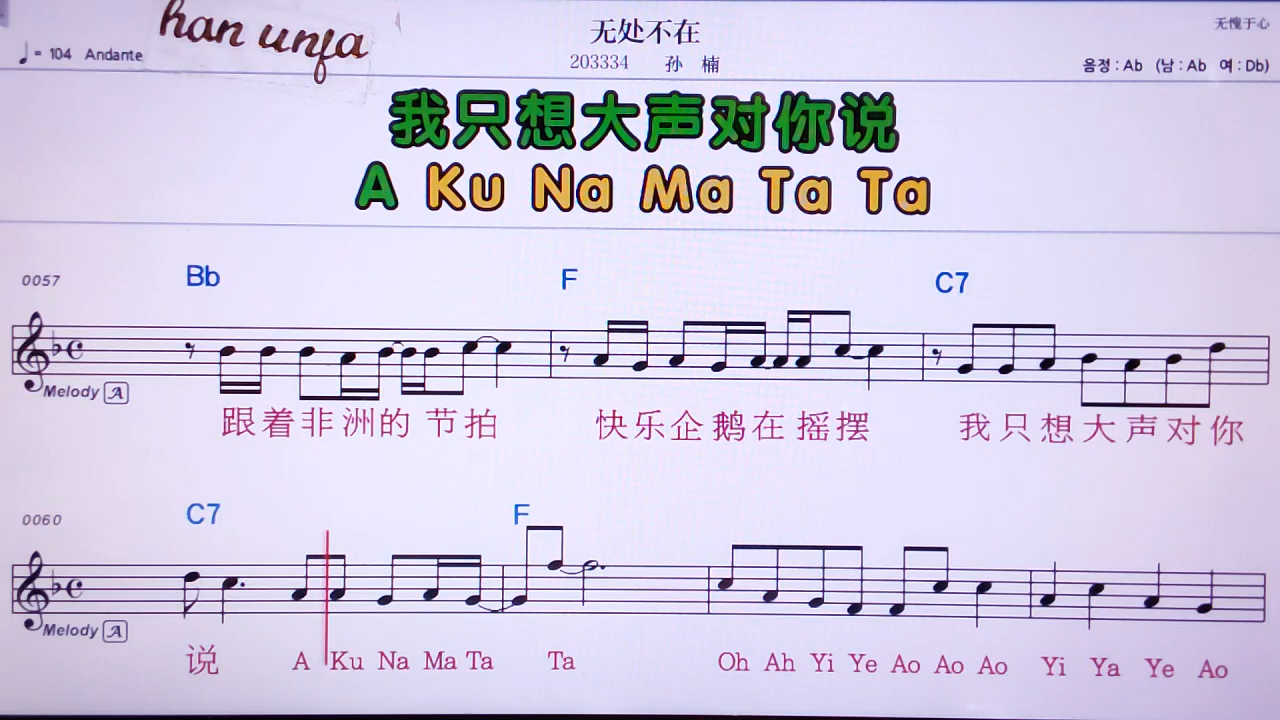 han unfa
无处不在
无愧于心
♩= 104 Andante
203334 孙 楠
음정 : Ab (남 : Ab 여 : Db)
我只想大声对你说
A Ku Na Ma Ta Ta
0057 Bb F C7
Melody A
跟着非洲的 节拍 快乐企鹅在 摇摆 我只想大声对你
0060 C7 F
Melody A
说 A Ku Na Ma Ta Ta Oh Ah Yi Ye Ao Ao Ao Yi Ya Ye Ao